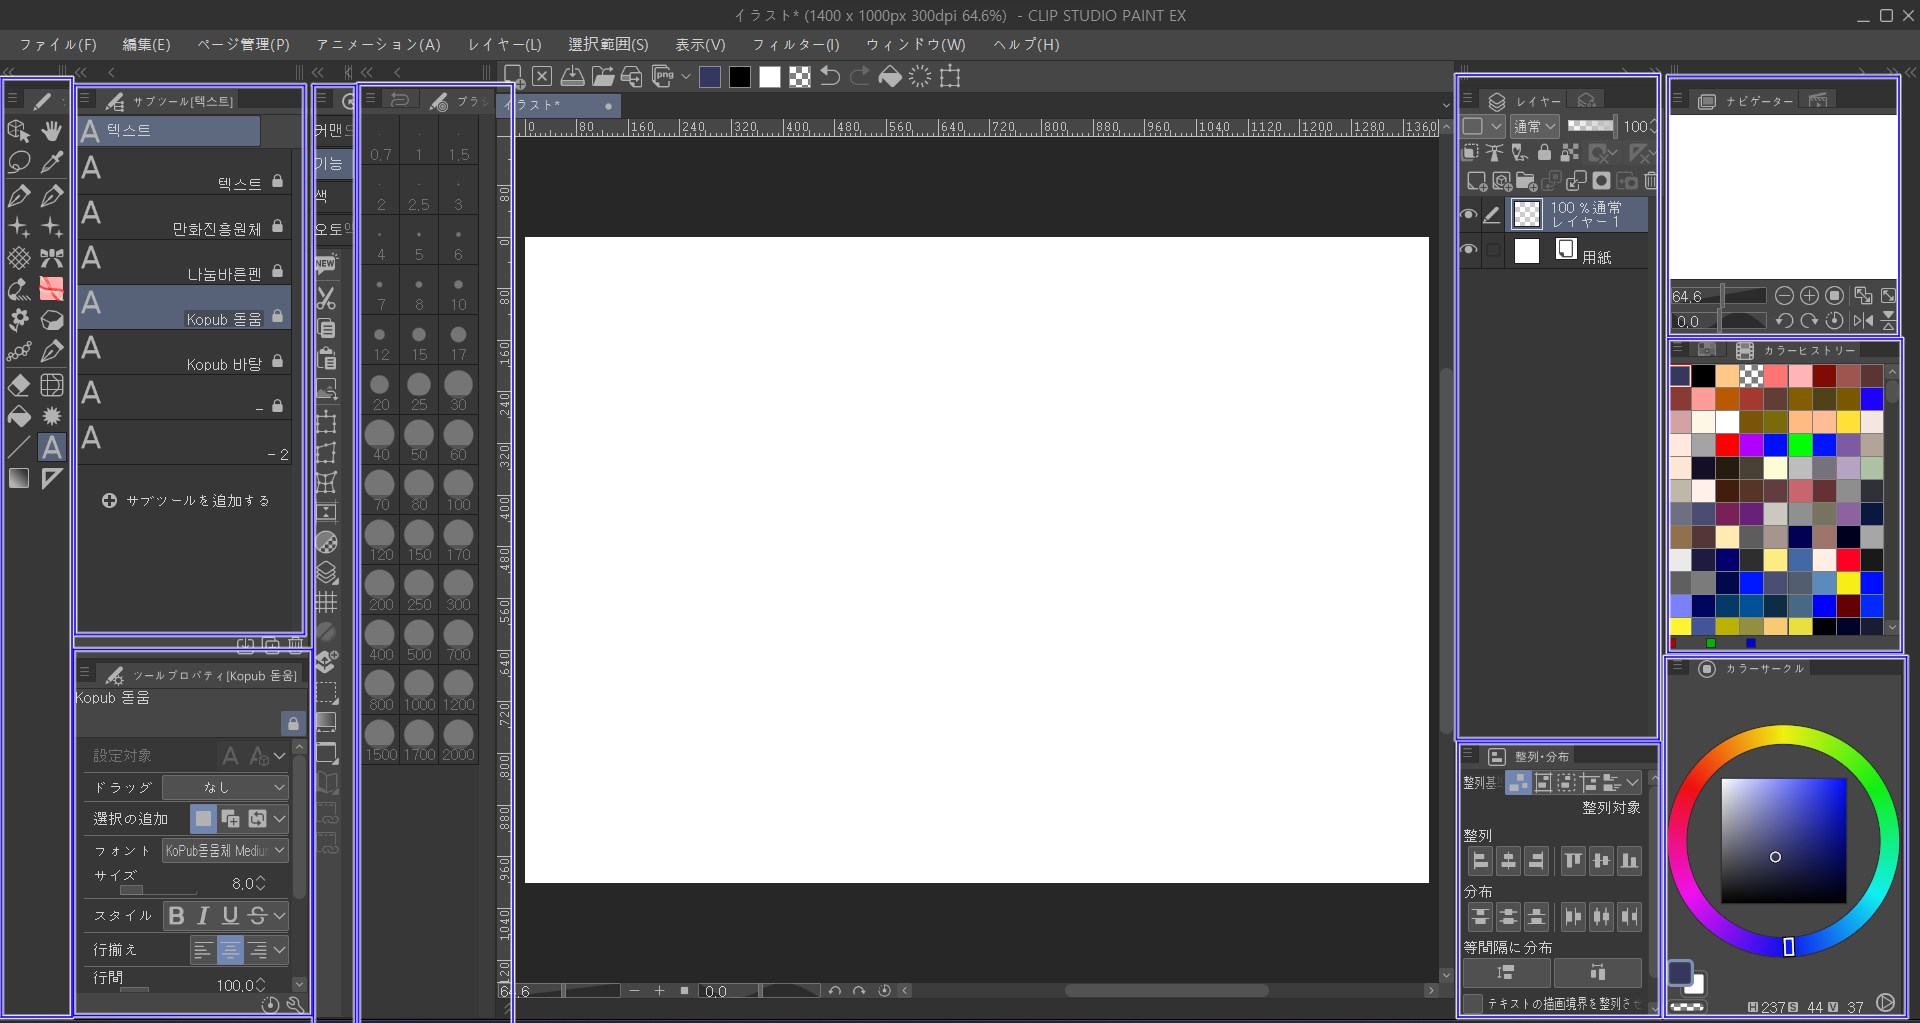 イラスト* (1400 x 1000px 300dpi 64.6%) - CLIP STUDIO PAINT EX
ファイル(F) 編集(E) ページ管理(P) アニメーション(A) レイヤー(L) 選択範囲(S) 表示(V) フィルター(I) ウィンドウ(W) ヘルプ(H)
サブツール[텍스트]
텍스트
텍스트
만화진흥원체
나눔바른펜
Kopub 돋움
Kopub 바탕
-
- 2
サブツールを追加する
ツールプロパティ[Kopub 돋움]
Kopub 돋움
設定対象
ドラッグ なし
選択の追加
フォント KoPub돋움체 Mediu
サイズ 8.0
スタイル B I U S
行揃え
行間 100.0
커맨드
기능
색
오토
NEW
ブラシ
0.7 1 1.5
2 2.5 3
4 5 6
7 8 10
12 15 17
20 25 30
40 50 60
70 80 100
120 150 170
200 250 300
400 500 700
800 1000 1200
1500 1700 2000
png
イラスト*
0 80 160 240 320 400 480 560 640 720 800 880 960 1040 1120 1200 1280 1360
80
0
80
160
240
320
400
480
560
640
720
800
880
960
1040
1120
64.6 0.0
レイヤー
通常 100
100 % 通常
レイヤー 1
用紙
整列・分布
整列基
整列対象
整列
分布
等間隔に分布
テキストの描画境界を整列さ
ナビゲーター
64.6
0.0
カラーヒストリー
カラーサークル
H 237 S 44 V 37